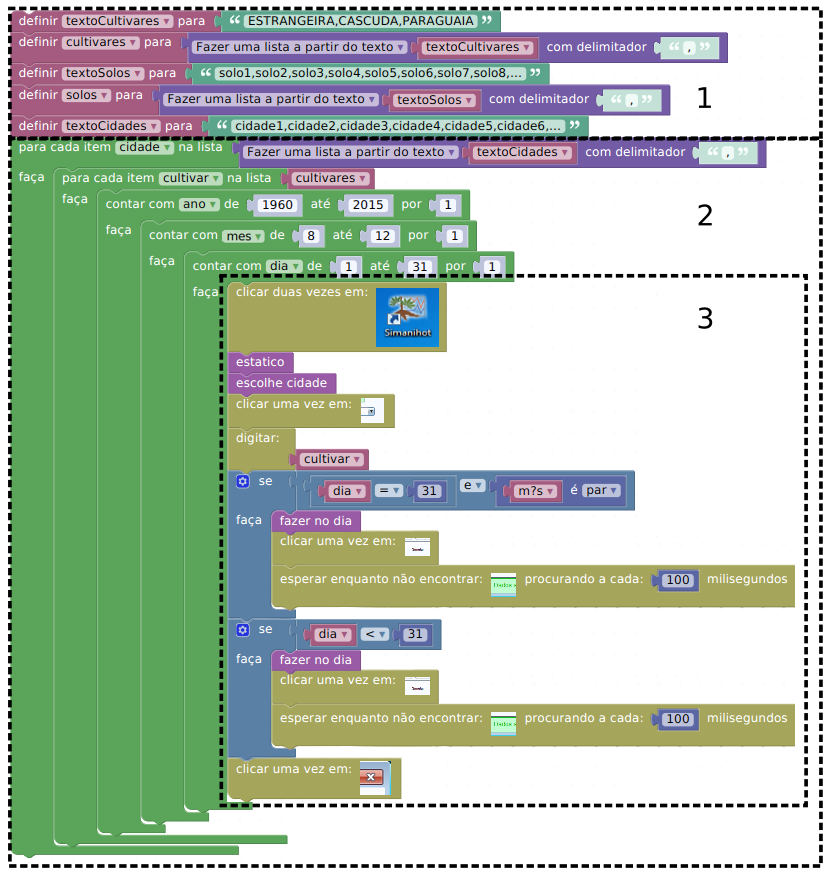 definir textoCultivares para “ ESTRANGEIRA,CASCUDA,PARAGUAIA ”
definir cultivares para Fazer uma lista a partir do texto textoCultivares com delimitador “ , ”
definir textoSolos para “ solo1,solo2,solo3,solo4,solo5,solo6,solo7,solo8,... ”
definir solos para Fazer uma lista a partir do texto textoSolos com delimitador “ , ”
1
definir textoCidades para “ cidade1,cidade2,cidade3,cidade4,cidade5,cidade6,... ”
para cada item cidade na lista Fazer uma lista a partir do texto textoCidades com delimitador “ , ”
faça para cada item cultivar na lista cultivares
faça contar com ano de 1960 até 2015 por 1
2
faça contar com mes de 8 até 12 por 1
faça contar com dia de 1 até 31 por 1
faça clicar duas vezes em:
Simanihot
3
estatico
escolhe cidade
clicar uma vez em:
digitar:
cultivar
se dia = 31 e m?s é par
faça fazer no dia
clicar uma vez em:
esperar enquanto não encontrar: procurando a cada: 100 milisegundos
se dia < 31
faça fazer no dia
clicar uma vez em:
esperar enquanto não encontrar: procurando a cada: 100 milisegundos
clicar uma vez em: